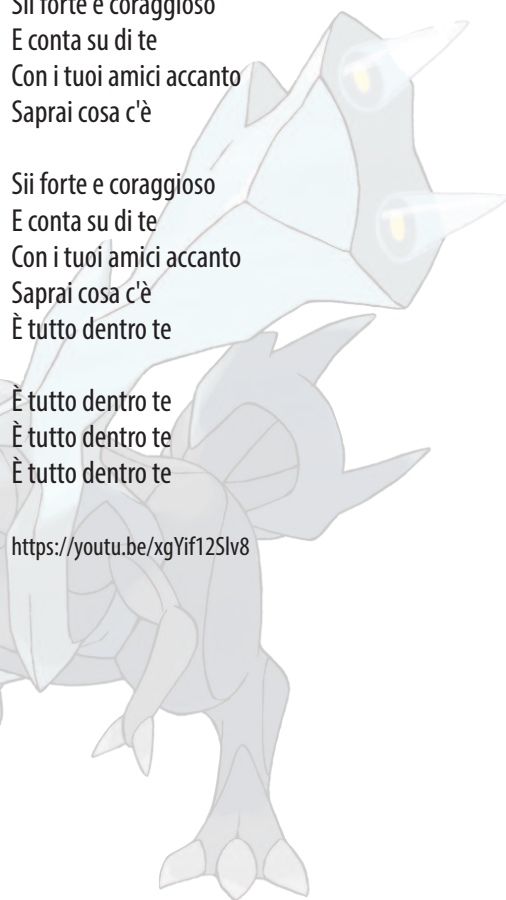 Sii forte e coraggioso
E conta su di te
Con i tuoi amici accanto
Saprai cosa c'è
Sii forte e coraggioso
E conta su di te
Con i tuoi amici accanto
Saprai cosa c'è
È tutto dentro te
È tutto dentro te
È tutto dentro te
È tutto dentro te
https://youtu.be/xgYif12Slv8